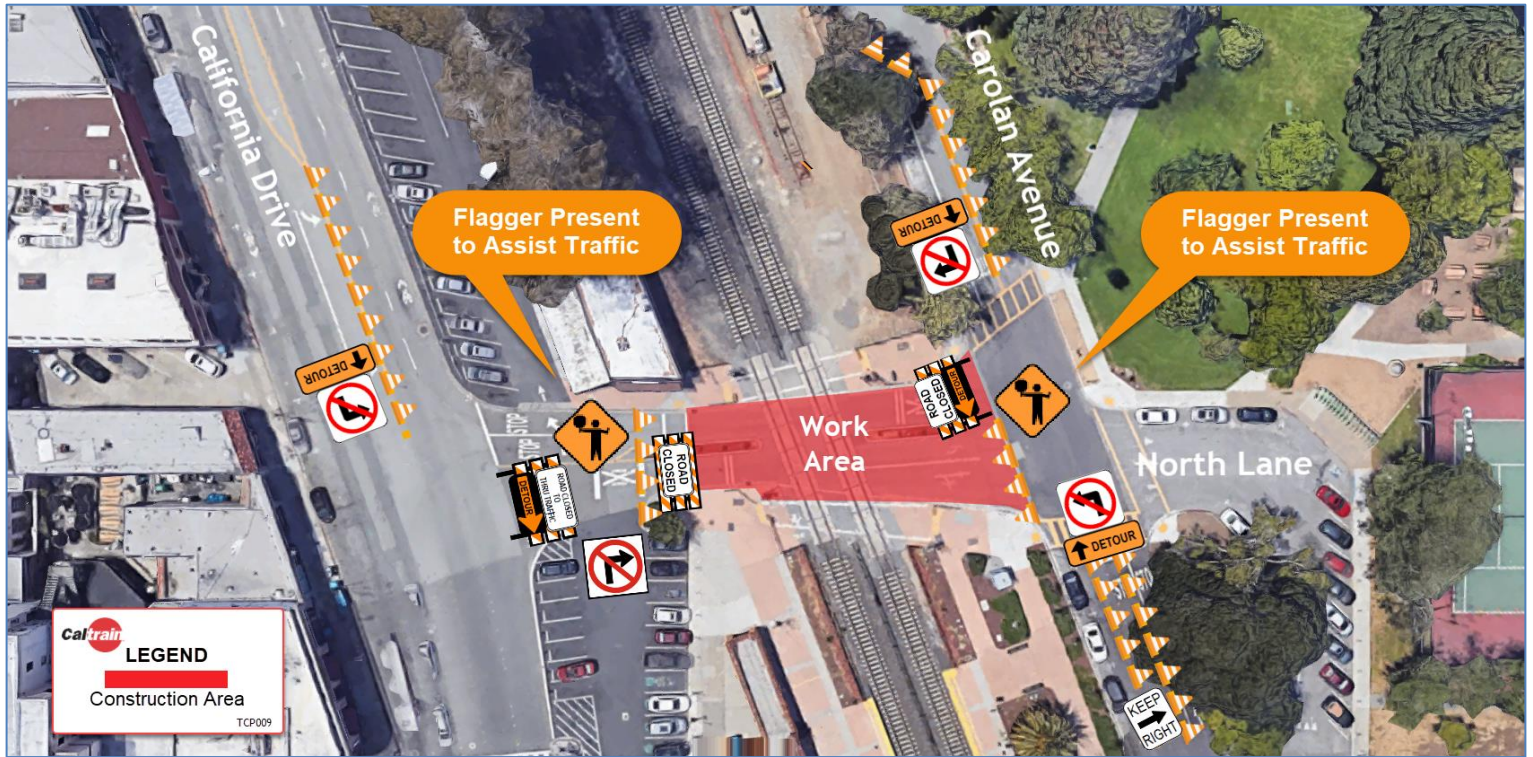 California Drive
Carolan Avenue
Flagger Present
to Assist Traffic
Flagger Present
to Assist Traffic
DETOUR
DETOUR
STOP
STOP
ROAD
CLOSED
DETOUR
Work
Area
North Lane
ROAD
CLOSED
DETOUR
ROAD CLOSED
TO
THRU TRAFFIC
DETOUR
KEEP
RIGHT
Caltrain
LEGEND
Construction Area
TCP009